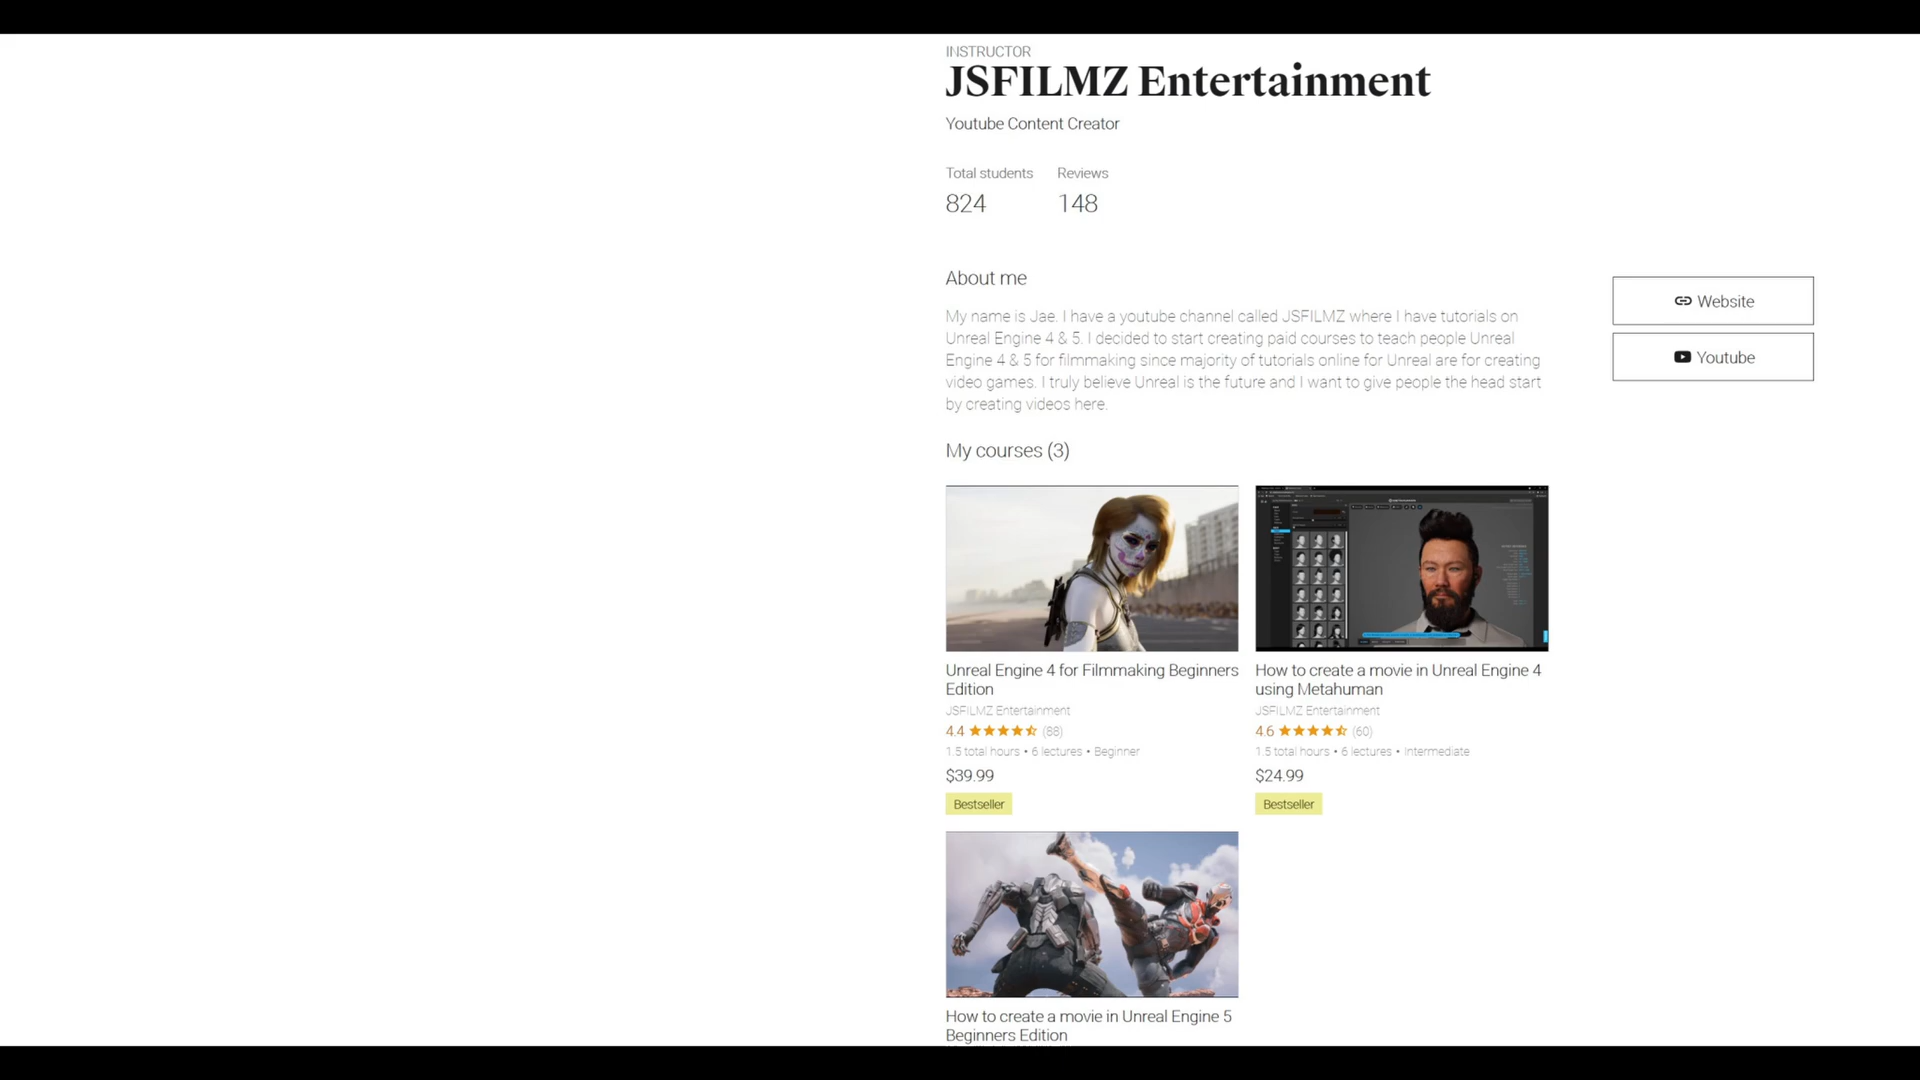 INSTRUCTOR
JSFILMZ Entertainment
Youtube Content Creator
Total students
Reviews
824
148
About me
My name is Jae. I have a youtube channel called JSFILMZ where I have tutorials on
Unreal Engine 4 & 5. I decided to start creating paid courses to teach people Unreal
Engine 4 & 5 for filmmaking since majority of tutorials online for Unreal are for creating
video games. I truly believe Unreal is the future and I want to give people the head start
by creating videos here.
Website
Youtube
My courses (3)
Unreal Engine 4 for Filmmaking Beginners
Edition
JSFILMZ Entertainment
4.4 (88)
1.5 total hours • 6 lectures • Beginner
$39.99
Bestseller
How to create a movie in Unreal Engine 4
using Metahuman
JSFILMZ Entertainment
4.6 (60)
1.5 total hours • 6 lectures • Intermediate
$24.99
Bestseller
How to create a movie in Unreal Engine 5
Beginners Edition